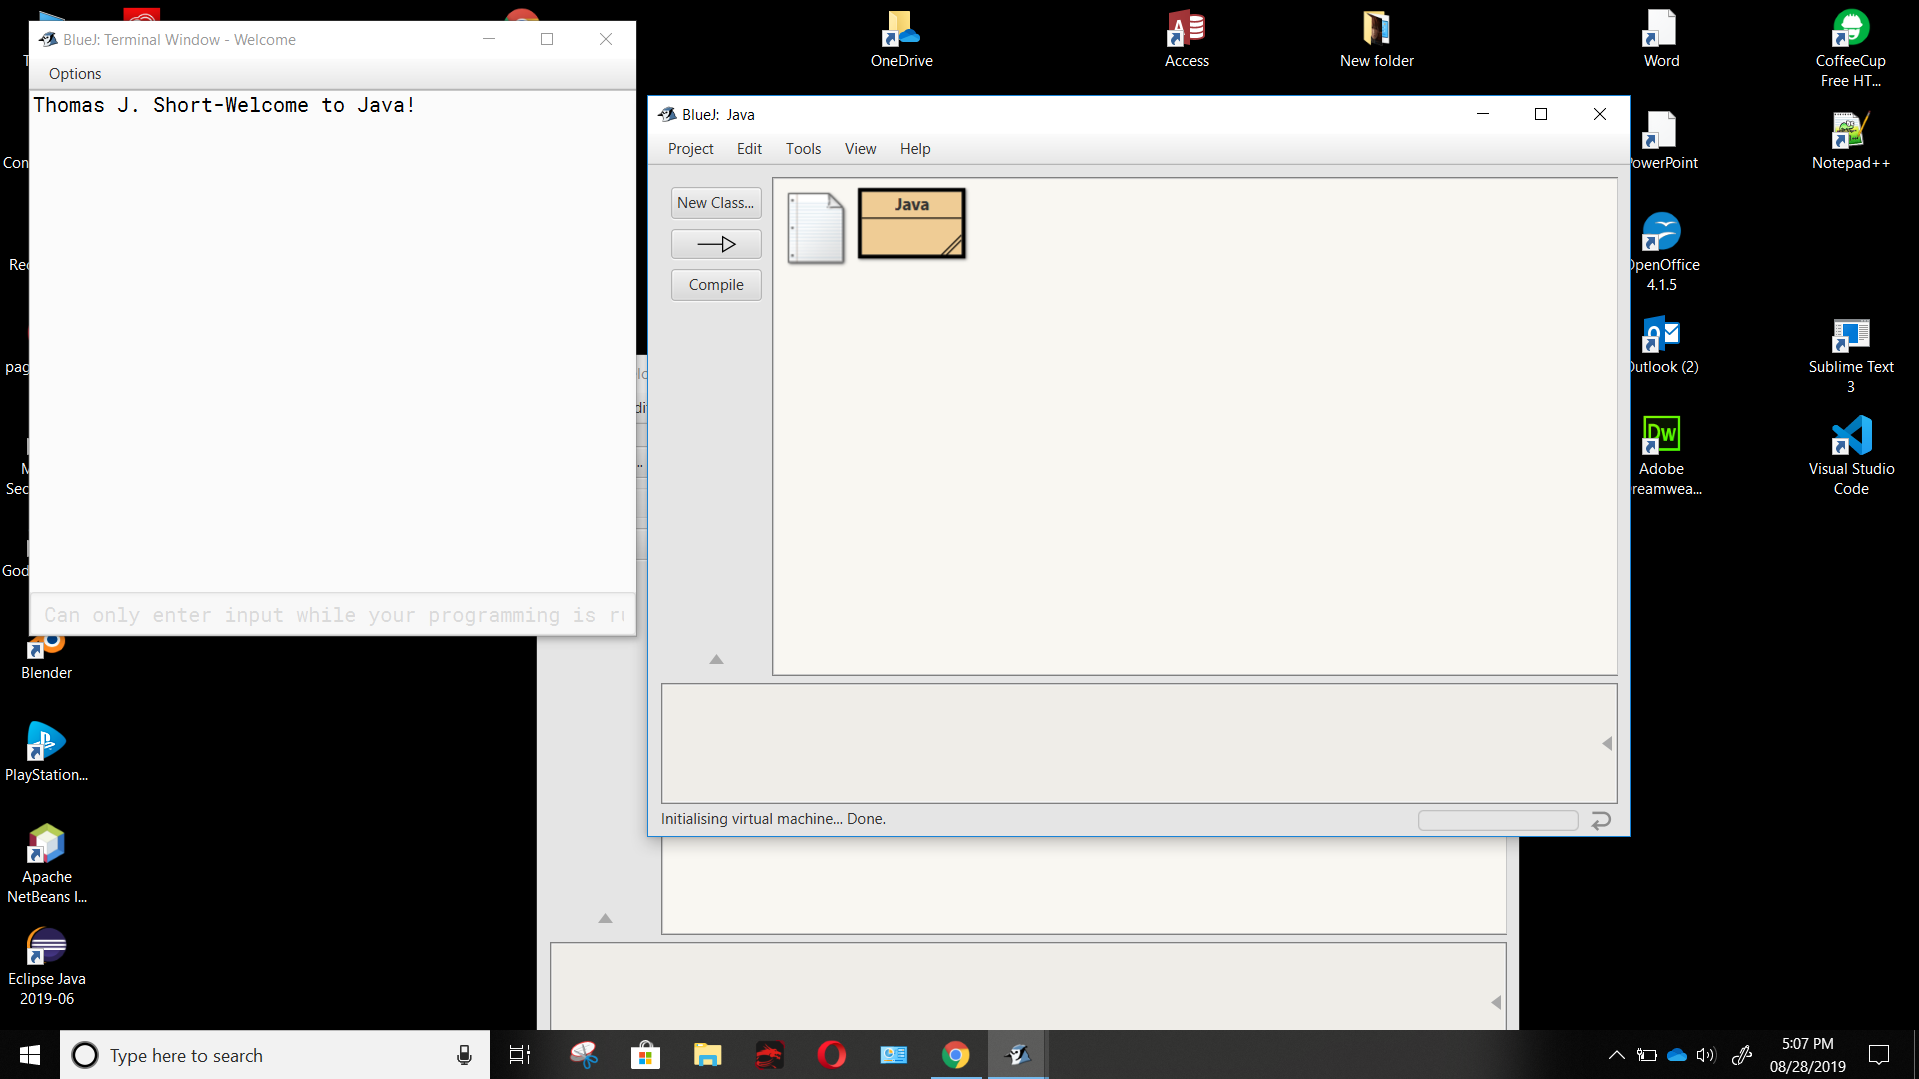 BlueJ: Terminal Window - Welcome
Options
Thomas J. Short-Welcome to Java!
Can only enter input while your programming is
BlueJ: Java
Project Edit Tools View Help
New Class...
Compile
Java
Initialising virtual machine... Done.
OneDrive
Access
New folder
Word
CoffeeCup
Free HT...
PowerPoint
Notepad++
OpenOffice
4.1.5
Outlook (2)
Sublime Text
3
Dw
Adobe
Visual Studio
Code
Con
Rec
pag
Sec
God
Blender
PlayStation...
Apache
NetBeans I...
Eclipse Java
2019-06
Type here to search
5:07 PM
08/28/2019